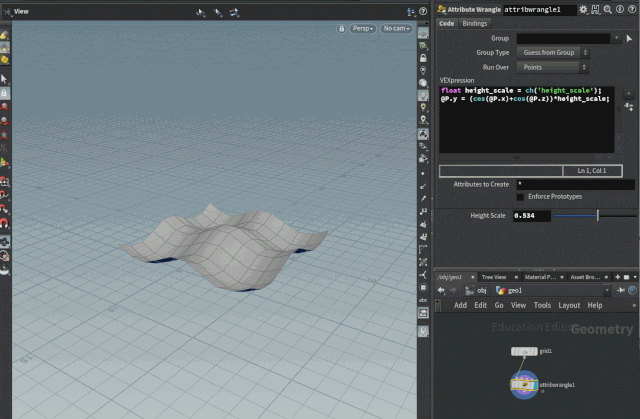 View
Persp
No cam
Attribute Wrangle attribwrangle1
Code Bindings
Group
Group Type Guess from Group
Run Over Points
VEXpression
float height_scale = ch('height_scale');
@P.y = (cos(@P.x)+cos(@P.z))*height_scale;
Ln 1, Col 1
Attributes to Create *
Enforce Prototypes
Height Scale 0.534
/obj/geo1 Tree View Material P... Asset Bro...
obj geo1
Add Edit Go View Tools Layout Help
Education Edition
Geometry
grid1
attribwrangle1
abc